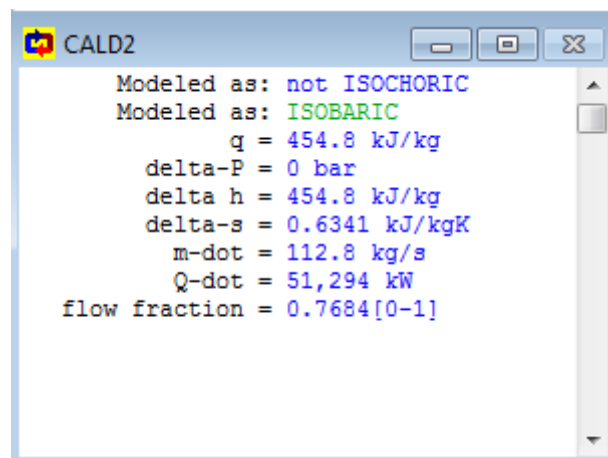 CALD2
Modeled as: not ISOCHORIC
Modeled as: ISOBARIC
q = 454.8 kJ/kg
delta-P = 0 bar
delta h = 454.8 kJ/kg
delta-s = 0.6341 kJ/kgK
m-dot = 112.8 kg/s
Q-dot = 51,294 kW
flow fraction = 0.7684[0-1]